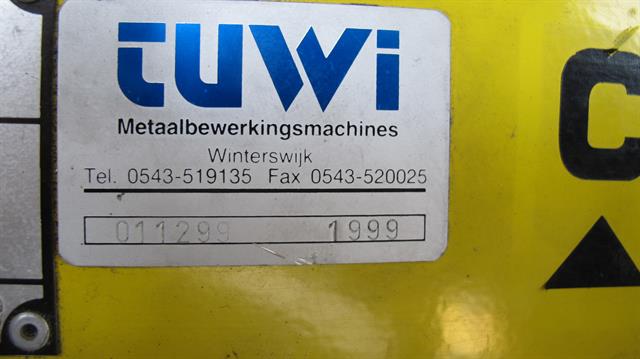 tuwi
Metaalbewerkingsmachines
Winterswijk
Tel. 0543-519135 Fax 0543-520025
011299 1999
C